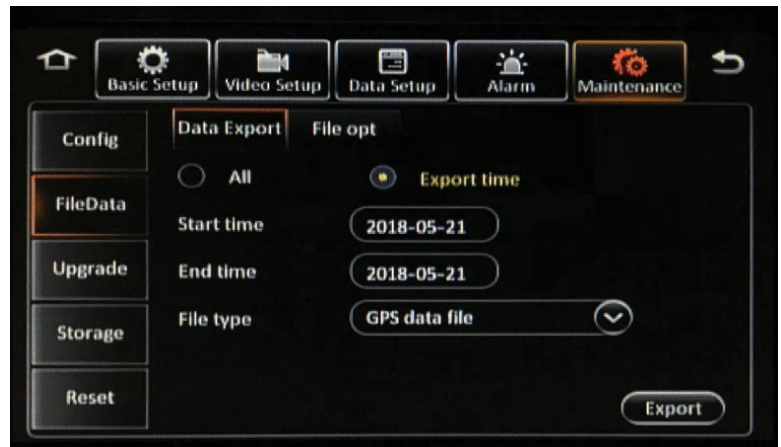 Basic Setup Video Setup Data Setup Alarm Maintenance
Config
FileData
Upgrade
Storage
Reset
Data Export File opt
All Export time
Start time 2018-05-21
End time 2018-05-21
File type GPS data file
Export